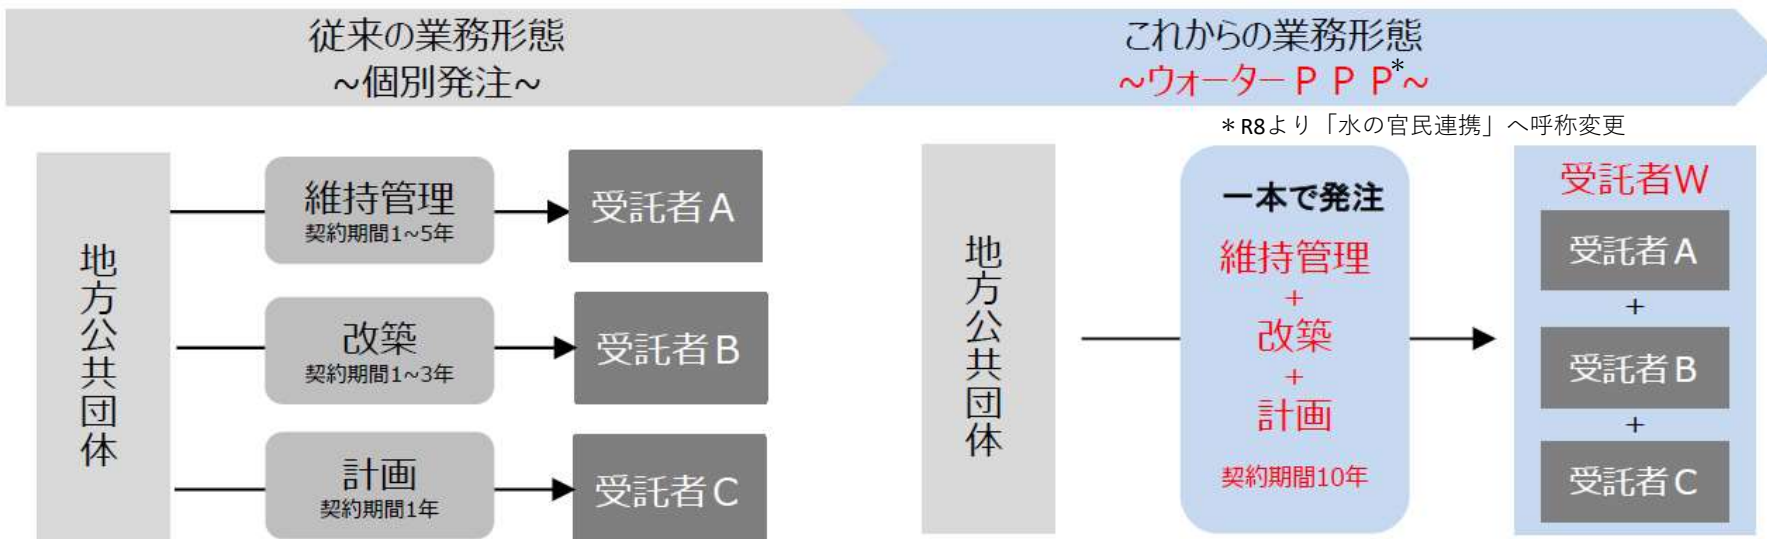 従来の業務形態
~個別発注~
これからの業務形態
~ウォーターＰＰＰ*~
＊R8より「水の官民連携」へ呼称変更
地方公共団体
維持管理
契約期間1~5年
受託者Ａ
改築
契約期間1~3年
受託者Ｂ
計画
契約期間1年
受託者Ｃ
地方公共団体
一本で発注
維持管理
+
改築
+
計画
契約期間10年
受託者Ｗ
受託者Ａ
+
受託者Ｂ
+
受託者Ｃ